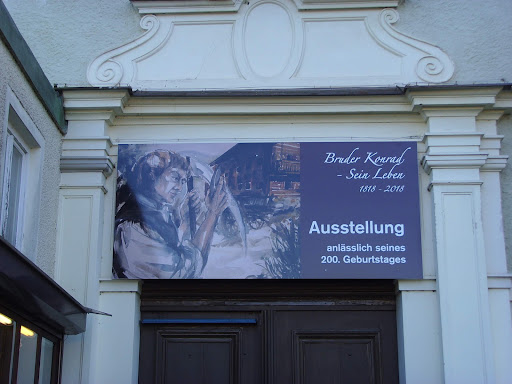 Bruder Konrad
- Sein Leben
1818 - 2018
Ausstellung
anlässlich seines
200. Geburtstages